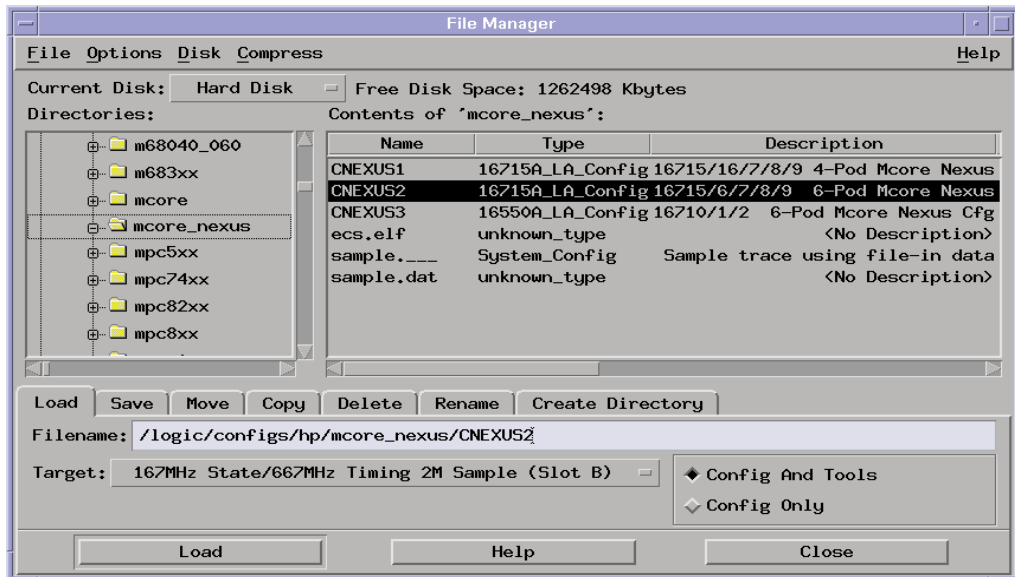 File Manager
File Options Disk Compress Help
Current Disk: Hard Disk Free Disk Space: 1262498 Kbytes
Directories: Contents of 'mcore_nexus':
m68040_060
m683xx
mcore
mcore_nexus
mpc5xx
mpc74xx
mpc82xx
mpc8xx
Name Type Description
CNEXUS1 16715A_LA_Config 16715/16/7/8/9 4-Pod Mcore Nexus
CNEXUS2 16715A_LA_Config 16715/6/7/8/9 6-Pod Mcore Nexus
CNEXUS3 16550A_LA_Config 16710/1/2 6-Pod Mcore Nexus Cfg
ecs.elf unknown_type <No Description>
sample.___ System_Config Sample trace using file-in data
sample.dat unknown_type <No Description>
Load Save Move Copy Delete Rename Create Directory
Filename: /logic/configs/hp/mcore_nexus/CNEXUS2
Target: 167MHz State/667MHz Timing 2M Sample (Slot B)
Config And Tools
Config Only
Load Help Close